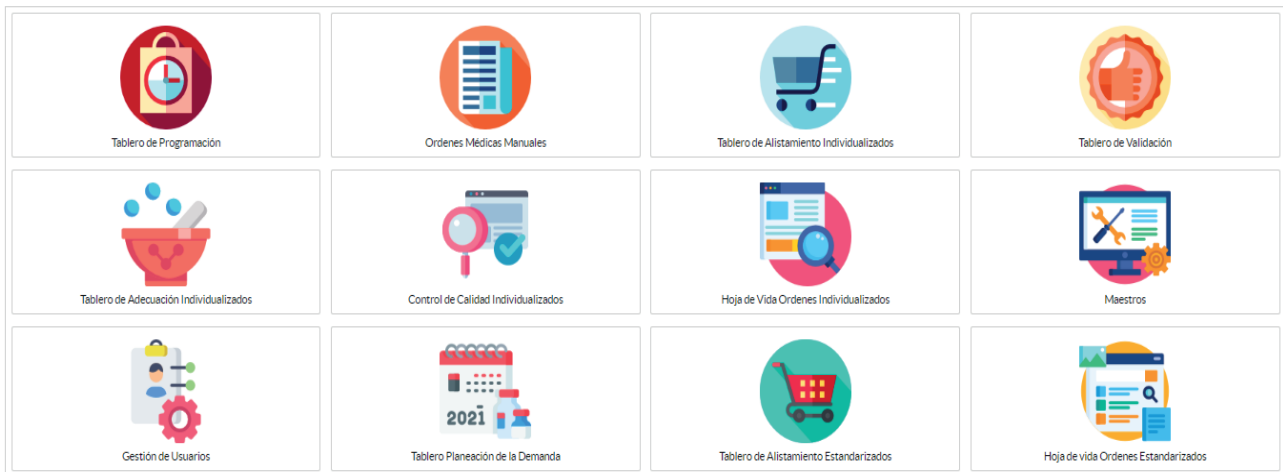 Tablero de Programación
Ordenes Médicas Manuales
Tablero de Alistamiento Individualizados
Tablero de Validación
Tablero de Adecuación Individualizados
Control de Calidad Individualizados
Hoja de Vida Ordenes Individualizados
Maestros
2021
Gestión de Usuarios
Tablero Planeación de la Demanda
Tablero de Alistamiento Estandarizados
Hoja de vida Ordenes Estandarizados